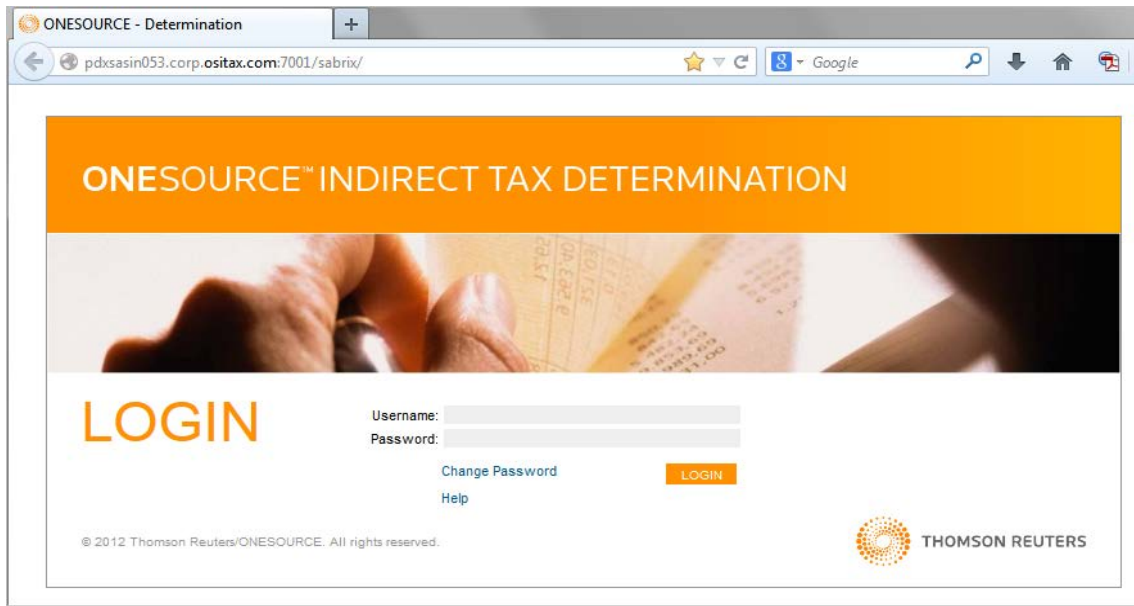 ONESOURCE - Determination
pdxsasin053.corp.ositax.com:7001/sabrix/
Google
ONESOURCE™ INDIRECT TAX DETERMINATION
LOGIN
Username:
Password:
Change Password
LOGIN
Help
© 2012 Thomson Reuters/ONESOURCE. All rights reserved.
THOMSON REUTERS